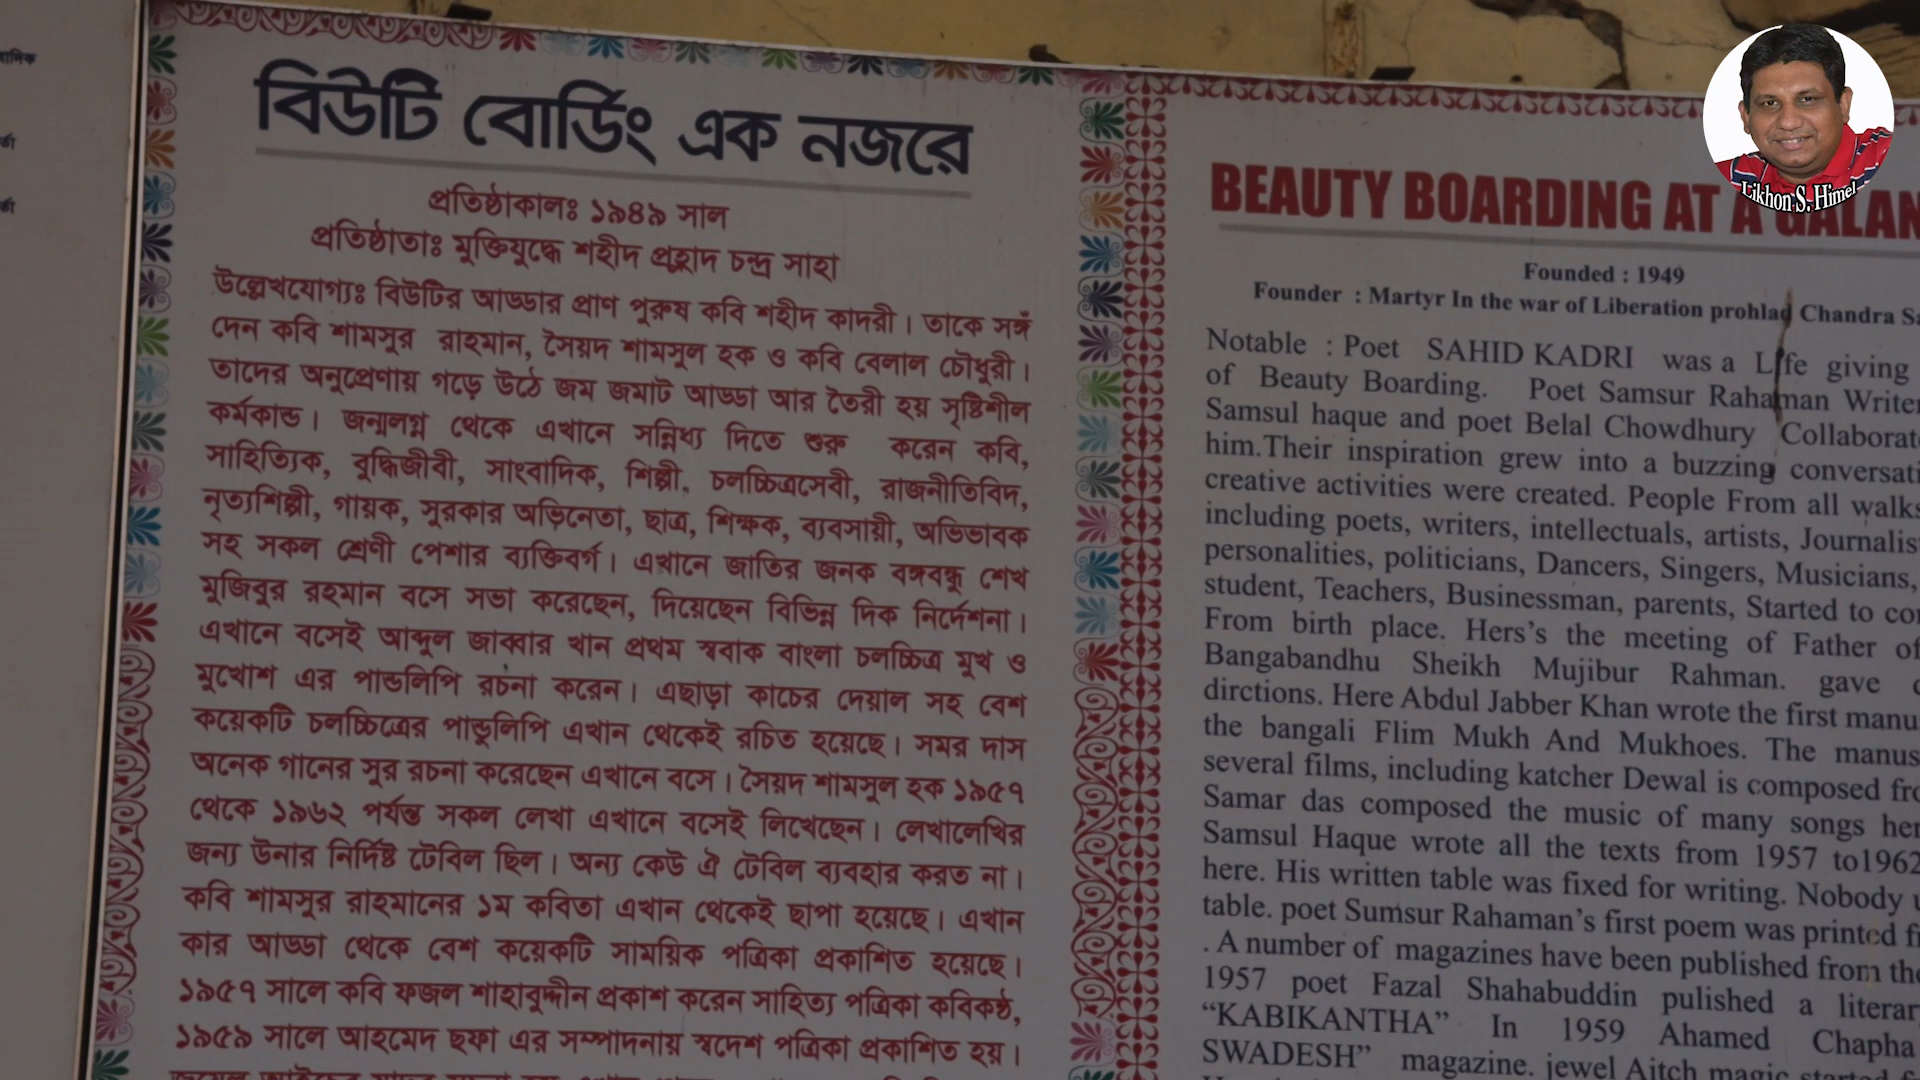 বিউটি বোর্ডিং এক নজরে
প্রতিষ্ঠাকালঃ ১৯৪৯ সাল
প্রতিষ্ঠাতাঃ মুক্তিযুদ্ধে শহীদ প্রহ্লাদ চন্দ্র সাহা
উল্লেখযোগ্যঃ বিউটির আড্ডার প্রাণ পুরুষ কবি শহীদ কাদরী। তাকে সঙ্গঁ
দেন কবি শামসুর রাহমান, সৈয়দ শামসুল হক ও কবি বেলাল চৌধুরী।
তাদের অনুপ্রেণায় গড়ে উঠে জম জমাট আড্ডা আর তৈরী হয় সৃষ্টিশীল
কর্মকান্ড। জন্মলগ্ন থেকে এখানে সন্নিধ্য দিতে শুরু করেন কবি,
সাহিত্যিক, বুদ্ধিজীবী, সাংবাদিক, শিল্পী, চলচ্চিত্রসেবী, রাজনীতিবিদ,
নৃত্যশিল্পী, গায়ক, সুরকার অভিনেতা, ছাত্র, শিক্ষক, ব্যবসায়ী, অভিভাবক
সহ সকল শ্রেণী পেশার ব্যক্তিবর্গ। এখানে জাতির জনক বঙ্গবন্ধু শেখ
মুজিবুর রহমান বসে সভা করেছেন, দিয়েছেন বিভিন্ন দিক নির্দেশনা।
এখানে বসেই আব্দুল জাব্বার খান প্রথম স্ববাক বাংলা চলচ্চিত্র মুখ ও
মুখোশ এর পান্ডলিপি রচনা করেন। এছাড়া কাচের দেয়াল সহ বেশ
কয়েকটি চলচ্চিত্রের পান্ডুলিপি এখান থেকেই রচিত হয়েছে। সমর দাস
অনেক গানের সুর রচনা করেছেন এখানে বসে। সৈয়দ শামসুল হক ১৯৫৭
থেকে ১৯৬২ পর্যন্ত সকল লেখা এখানে বসেই লিখেছেন। লেখালেখির
জন্য উনার নির্দিষ্ট টেবিল ছিল। অন্য কেউ ঐ টেবিল ব্যবহার করত না।
কবি শামসুর রাহমানের ১ম কবিতা এখান থেকেই ছাপা হয়েছে। এখান
কার আড্ডা থেকে বেশ কয়েকটি সাময়িক পত্রিকা প্রকাশিত হয়েছে।
১৯৫৭ সালে কবি ফজল শাহাবুদ্দীন প্রকাশ করেন সাহিত্য পত্রিকা কবিকন্ঠ,
১৯৫৯ সালে আহমেদ ছফা এর সম্পাদনায় স্বদেশ পত্রিকা প্রকাশিত হয়।
BEAUTY BOARDING AT A GALAN
Founded : 1949
Founder : Martyr In the war of Liberation prohlad Chandra Sa
Notable : Poet SAHID KADRI was a Life giving
of Beauty Boarding. Poet Samsur Rahaman Writer
Samsul haque and poet Belal Chowdhury Collaborate
him.Their inspiration grew into a buzzing conversati
creative activities were created. People From all walks
including poets, writers, intellectuals, artists, Journalis
personalities, politicians, Dancers, Singers, Musicians,
student, Teachers, Businessman, parents, Started to co
From birth place. Hers's the meeting of Father of
Bangabandhu Sheikh Mujibur Rahman. gave
dirctions. Here Abdul Jabber Khan wrote the first manu
the bangali Flim Mukh And Mukhoes. The manus
several films, including katcher Dewal is composed fro
Samar das composed the music of many songs her
Samsul Haque wrote all the texts from 1957 to1962
here. His written table was fixed for writing. Nobody u
table. poet Sumsur Rahaman's first poem was printed f
. A number of magazines have been published from the
1957 poet Fazal Shahabuddin pulished a literar
"KABIKANTHA" In 1959 Ahamed Chapha
SWADESH" magazine. jewel Aitch magic started
Likhon S. Himel